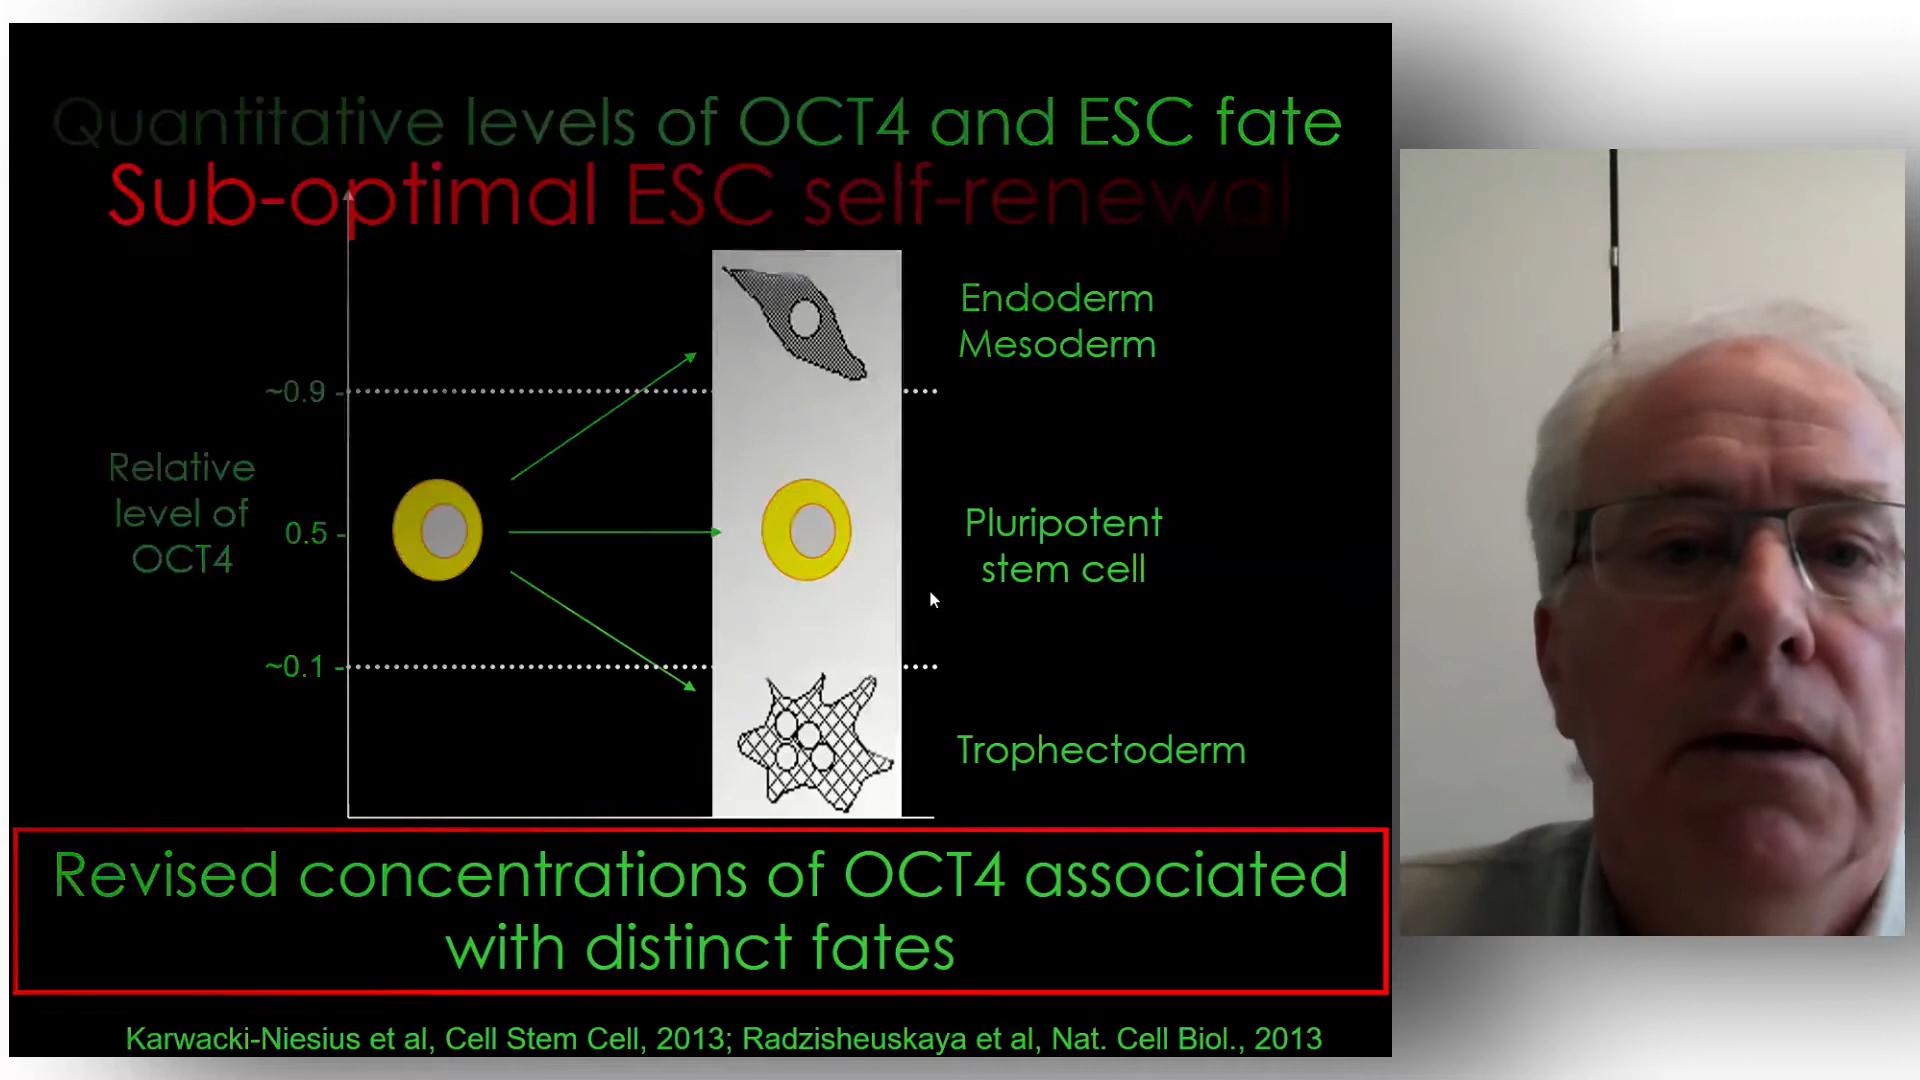 Quantitative levels of OCT4 and ESC fate
Sub-optimal ESC self-renewal
Endoderm
Mesoderm
~0.9 -
Relative
level of
OCT4
0.5 -
Pluripotent
stem cell
~0.1 -
Trophectoderm
Revised concentrations of OCT4 associated
with distinct fates
Karwacki-Niesius et al, Cell Stem Cell, 2013; Radzisheuskaya et al, Nat. Cell Biol., 2013